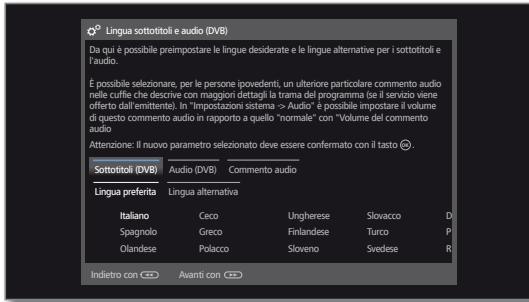 Lingua sottotitoli e audio (DVB)
Da qui è possibile preimpostare le lingue desiderate e le lingue alternative per i sottotitoli e
l'audio.
È possibile selezionare, per le persone ipovedenti, un ulteriore particolare commento audio
nelle cuffie che descrive con maggiori dettagli la trama del programma (se il servizio viene
offerto dall'emittente). In "Impostazioni sistema -> Audio" è possibile impostare il volume
di questo commento audio in rapporto a quello "normale" con "Volume del commento
audio
Attenzione: Il nuovo parametro selezionato deve essere confermato con il tasto OK.
Sottotitoli (DVB) Audio (DVB) Commento audio
Lingua preferita Lingua alternativa
Italiano Ceco Ungherese Slovacco D
Spagnolo Greco Finlandese Turco P
Olandese Polacco Sloveno Svedese R
Indietro con Avanti con